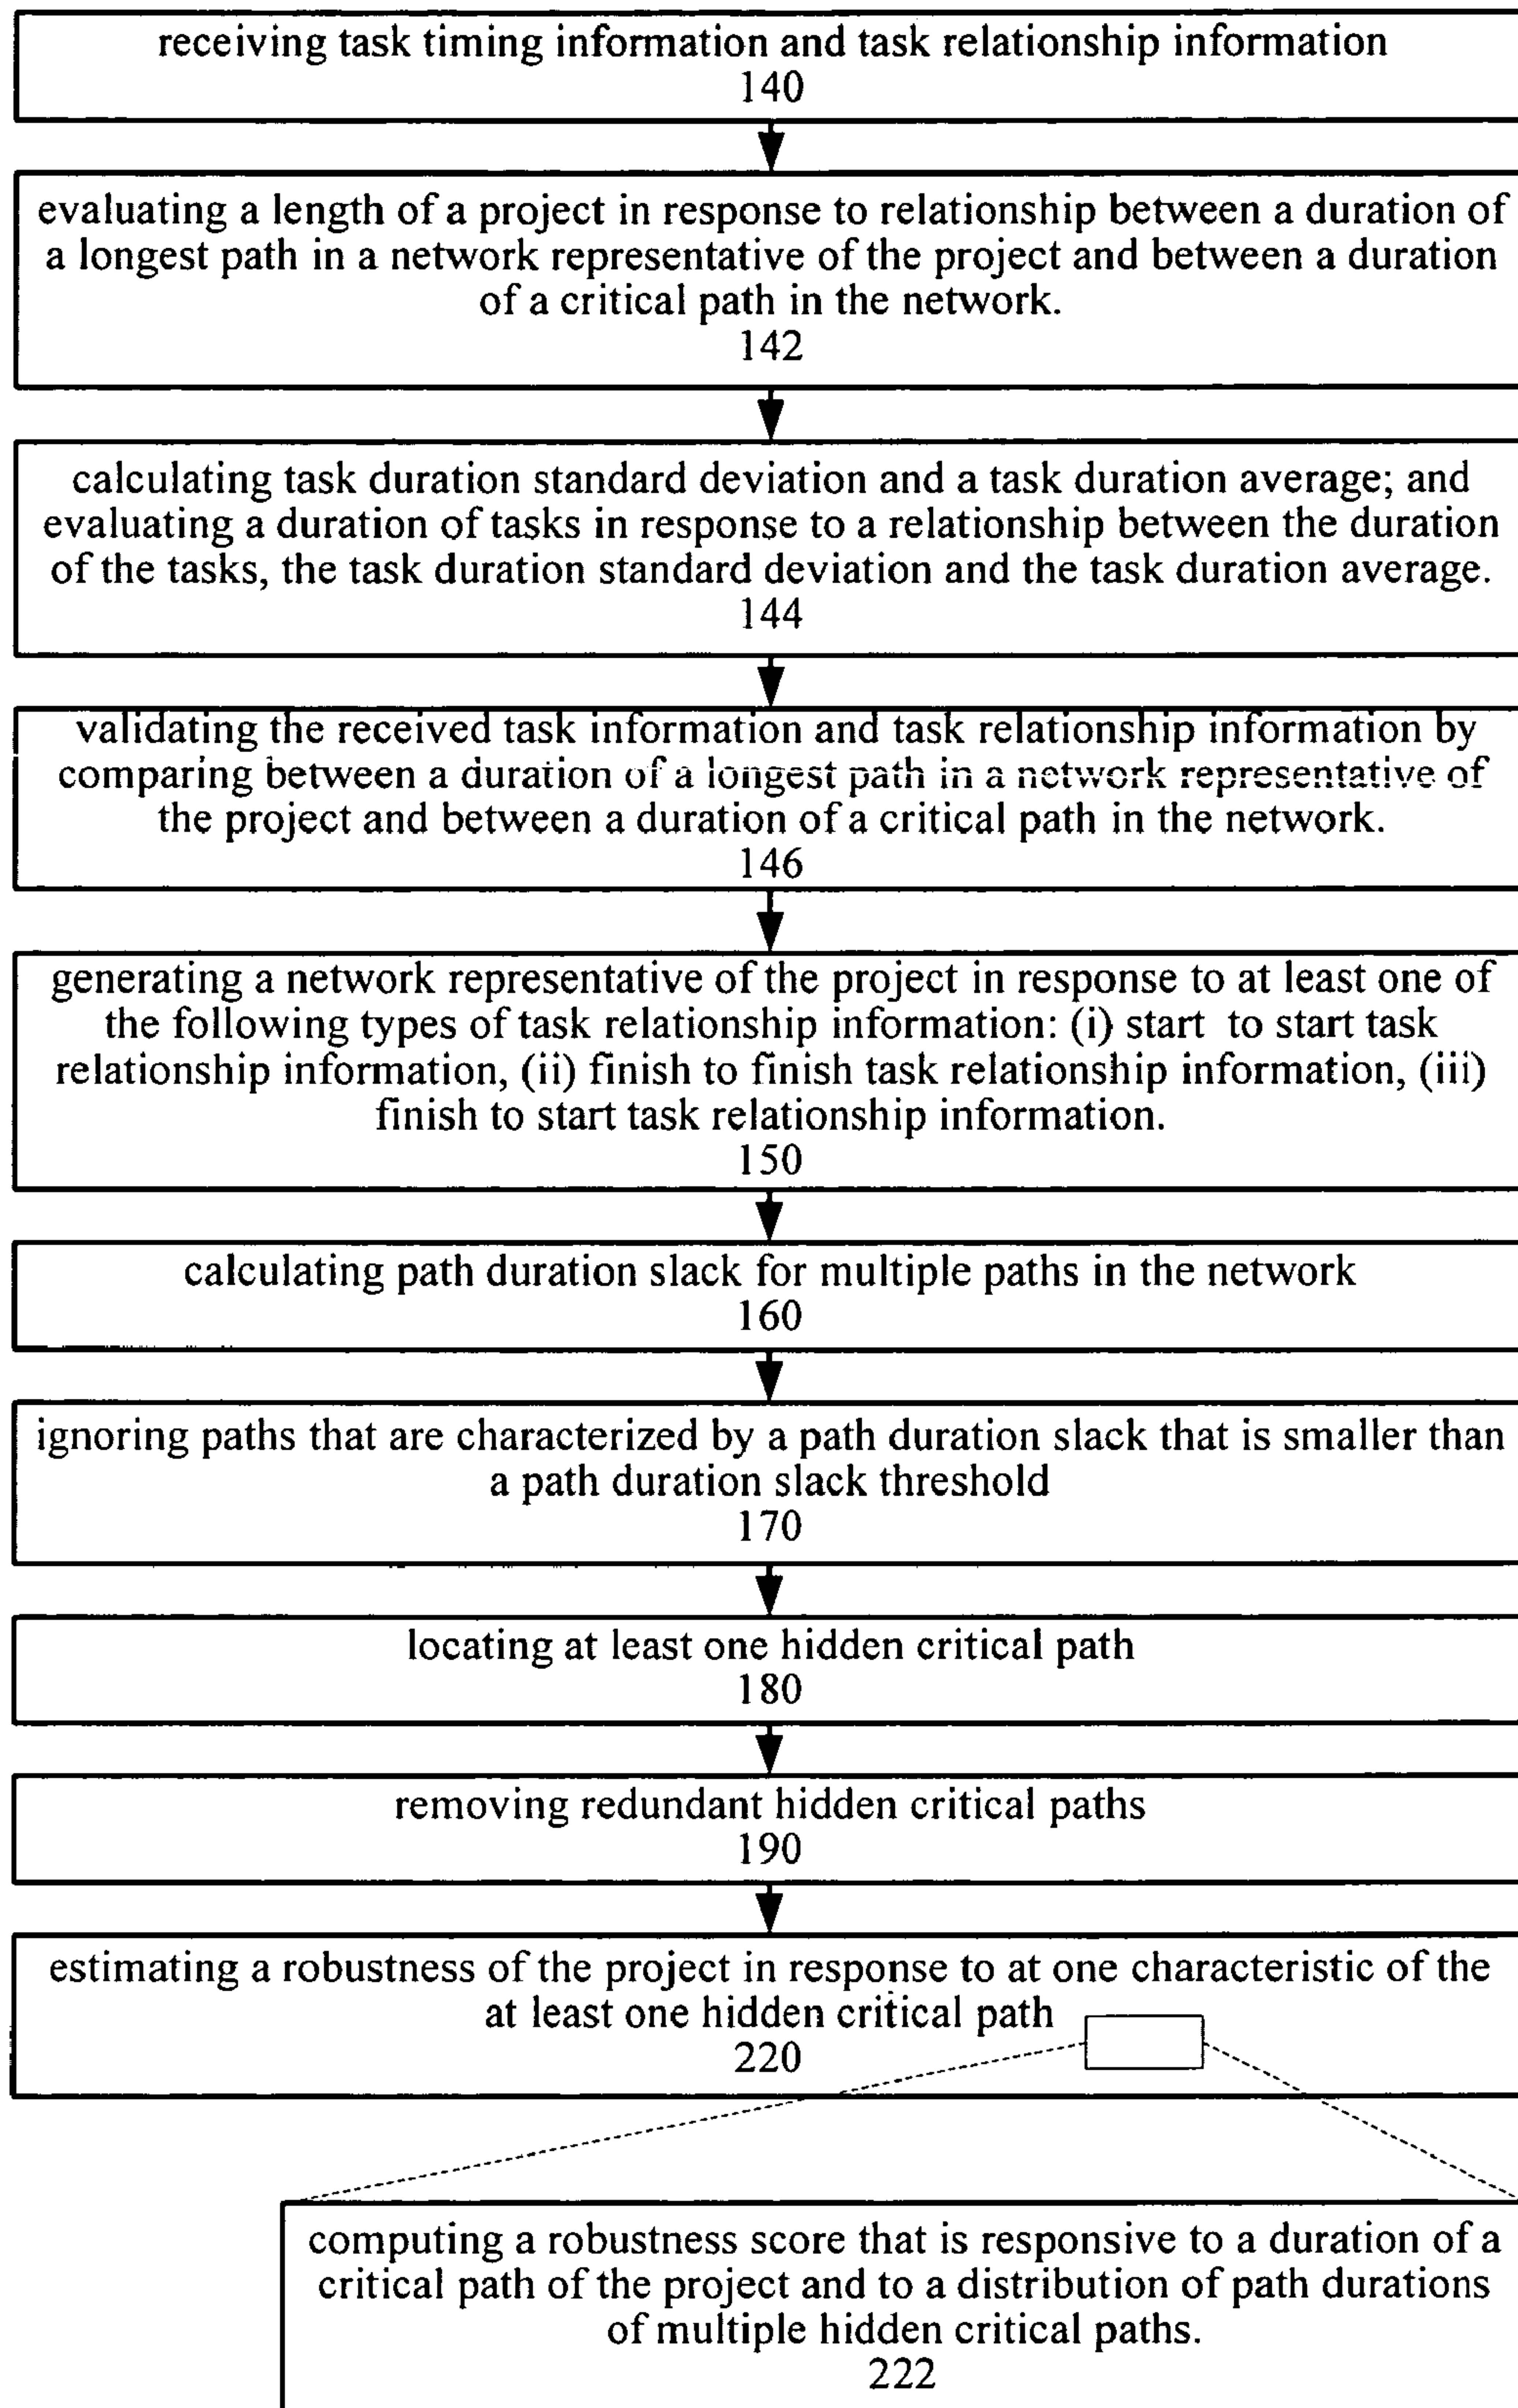 receiving task timing information and task relationship information
140
evaluating a length of a project in response to relationship between a duration of
a longest path in a network representative of the project and between a duration
of a critical path in the network.
142
calculating task duration standard deviation and a task duration average; and
evaluating a duration of tasks in response to a relationship between the duration
of the tasks, the task duration standard deviation and the task duration average.
144
validating the received task information and task relationship information by
comparing between a duration of a longest path in a network representative of
the project and between a duration of a critical path in the network.
146
generating a network representative of the project in response to at least one of
the following types of task relationship information: (i) start to start task
relationship information, (ii) finish to finish task relationship information, (iii)
finish to start task relationship information.
150
calculating path duration slack for multiple paths in the network
160
ignoring paths that are characterized by a path duration slack that is smaller than
a path duration slack threshold
170
locating at least one hidden critical path
180
removing redundant hidden critical paths
190
estimating a robustness of the project in response to at one characteristic of the
at least one hidden critical path
220
computing a robustness score that is responsive to a duration of a
critical path of the project and to a distribution of path durations
of multiple hidden critical paths.
222